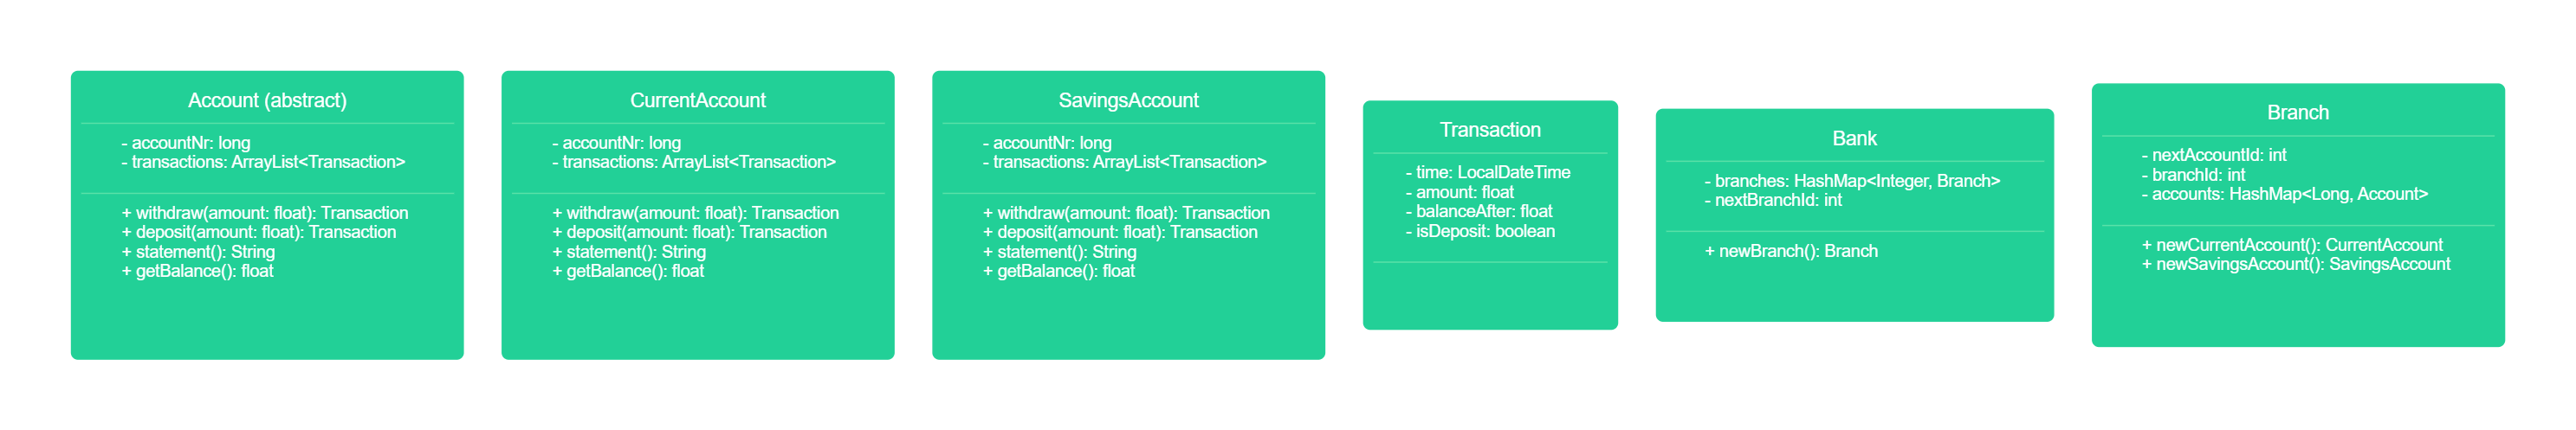 Account (abstract)
- accountNr: long
- transactions: ArrayList<Transaction>
+ withdraw(amount: float): Transaction
+ deposit(amount: float): Transaction
+ statement(): String
+ getBalance(): float
CurrentAccount
- accountNr: long
- transactions: ArrayList<Transaction>
+ withdraw(amount: float): Transaction
+ deposit(amount: float): Transaction
+ statement(): String
+ getBalance(): float
SavingsAccount
- accountNr: long
- transactions: ArrayList<Transaction>
+ withdraw(amount: float): Transaction
+ deposit(amount: float): Transaction
+ statement(): String
+ getBalance(): float
Transaction
- time: LocalDateTime
- amount: float
- balanceAfter: float
- isDeposit: boolean
Bank
- branches: HashMap<Integer, Branch>
- nextBranchId: int
+ newBranch(): Branch
Branch
- nextAccountId: int
- branchId: int
- accounts: HashMap<Long, Account>
+ newCurrentAccount(): CurrentAccount
+ newSavingsAccount(): SavingsAccount